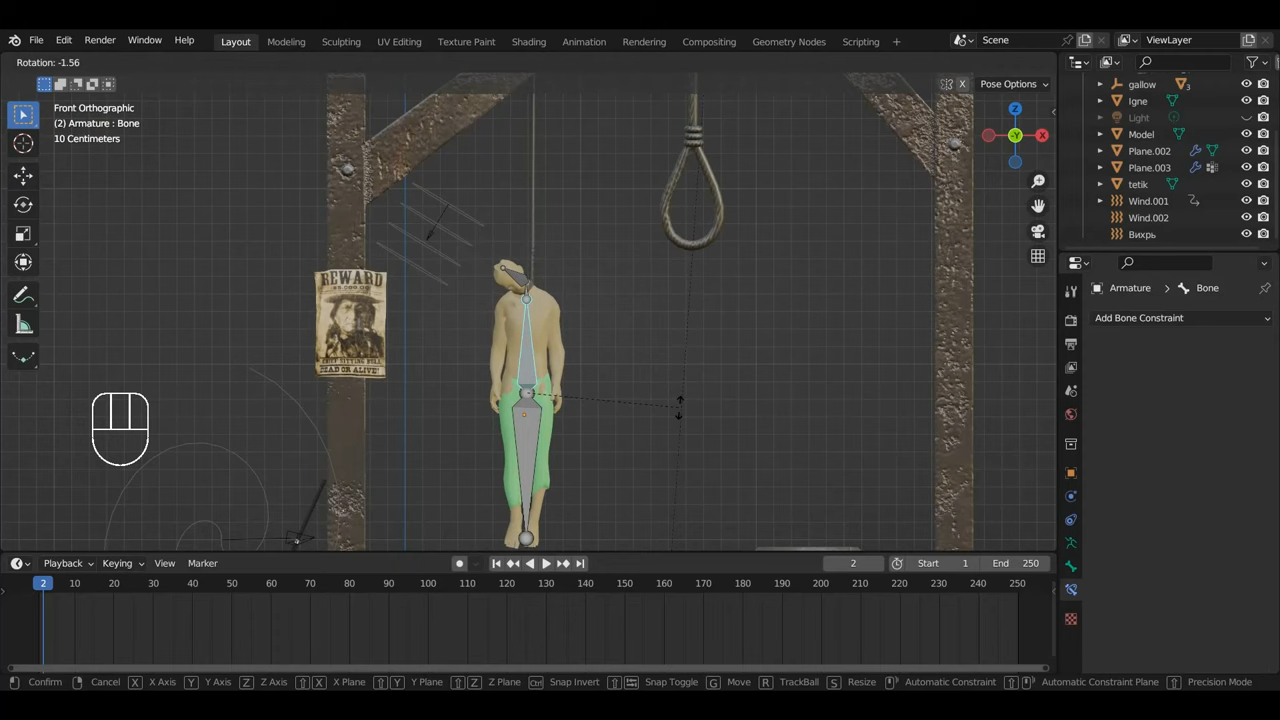 File Edit Render Window Help Layout Modeling Sculpting UV Editing Texture Paint Shading Animation Rendering Compositing Geometry Nodes Scripting + Scene ViewLayer
Rotation: -1.56
X Pose Options
Front Orthographic
(2) Armature : Bone
10 Centimeters
Z
-Y
X
gallow 3
Igne
Light
Model
Plane.002
Plane.003
tetik
Wind.001
Wind.002
Вихрь
Armature > Bone
Add Bone Constraint
REWARD
DEAD OR ALIVE!
Playback Keying View Marker 2 Start 1 End 250
2 10 20 30 40 50 60 70 80 90 100 110 120 130 140 150 160 170 180 190 200 210 220 230 240 250
Confirm Cancel X X Axis Y Y Axis Z Z Axis X X Plane Y Y Plane Z Z Plane Ctrl Snap Invert Snap Toggle G Move R TrackBall S Resize Automatic Constraint Automatic Constraint Plane Precision Mode